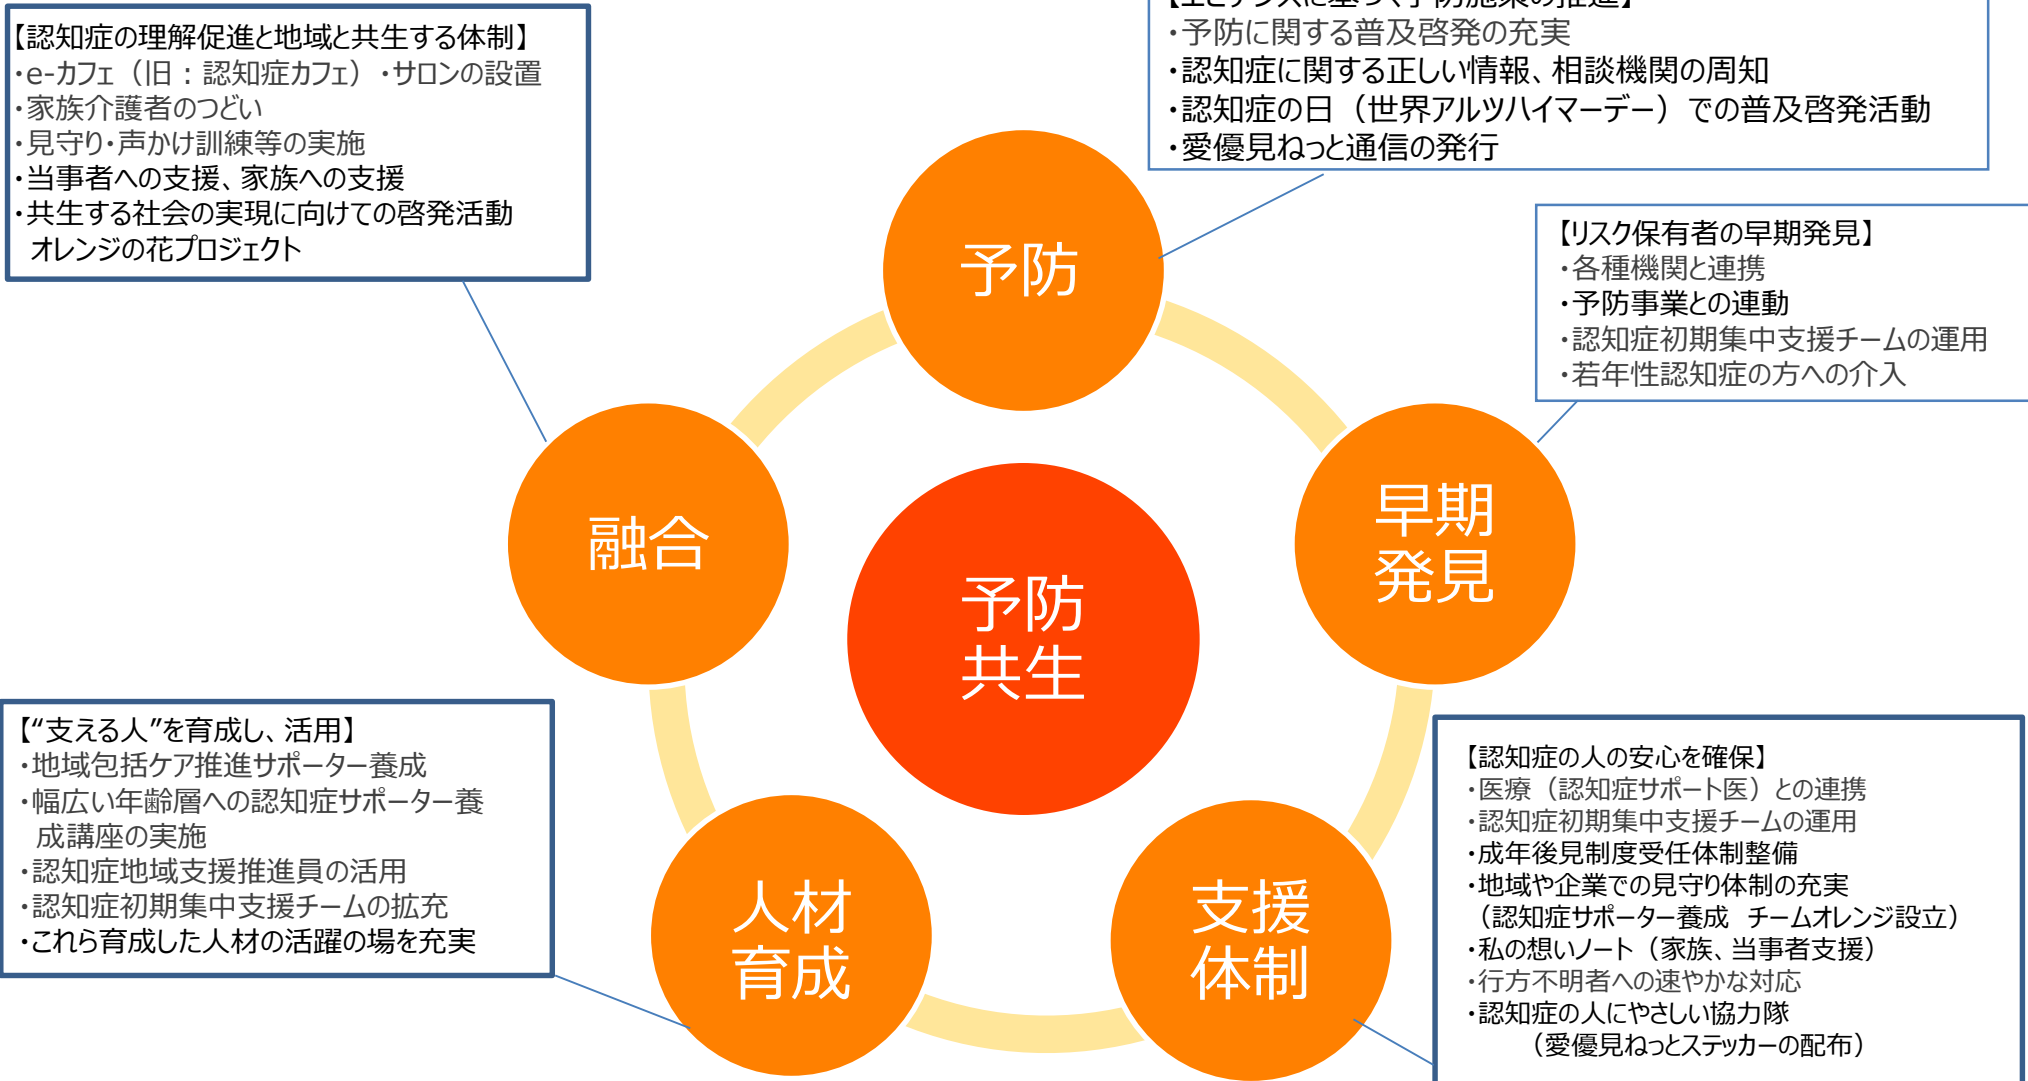 【認知症の理解促進と地域と共生する体制】
・e-カフェ（旧：認知症カフェ）・サロンの設置
・家族介護者のつどい
・見守り・声かけ訓練等の実施
・当事者への支援、家族への支援
・共生する社会の実現に向けての啓発活動
オレンジの花プロジェクト
【エビデンスに基づく予防施策の推進】
・予防に関する普及啓発の充実
・認知症に関する正しい情報、相談機関の周知
・認知症の日（世界アルツハイマーデー）での普及啓発活動
・愛優見ねっと通信の発行
【リスク保有者の早期発見】
・各種機関と連携
・予防事業との連動
・認知症初期集中支援チームの運用
・若年性認知症の方への介入
予防
早期
発見
融合
予防
共生
【“支える人”を育成し、活用】
・地域包括ケア推進サポーター養成
・幅広い年齢層への認知症サポーター養
成講座の実施
・認知症地域支援推進員の活用
・認知症初期集中支援チームの拡充
・これら育成した人材の活躍の場を充実
人材
育成
支援
体制
【認知症の人の安心を確保】
・医療（認知症サポート医）との連携
・認知症初期集中支援チームの運用
・成年後見制度受任体制整備
・地域や企業での見守り体制の充実
（認知症サポーター養成　チームオレンジ設立）
・私の想いノート（家族、当事者支援）
・行方不明者への速やかな対応
・認知症の人にやさしい協力隊
（愛優見ねっとステッカーの配布）